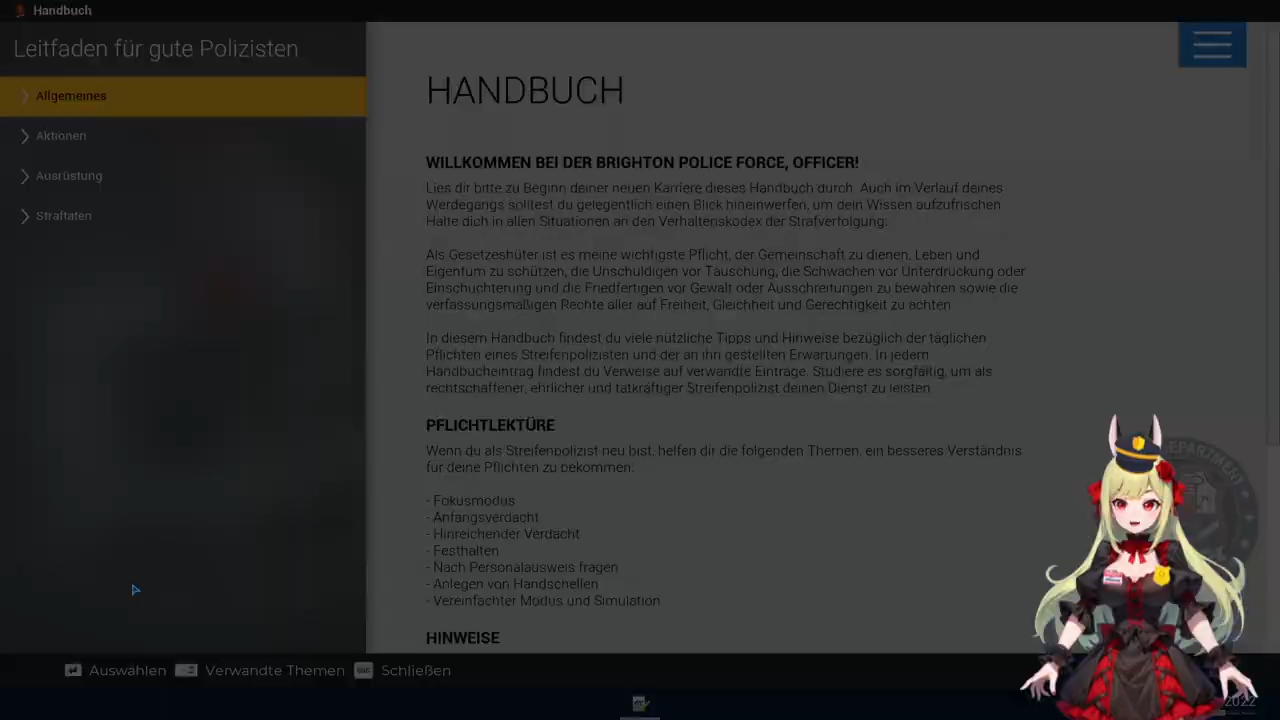 Handbuch
Leitfaden für gute Polizisten
Allgemeines
Aktionen
Ausrüstung
Straftaten
HANDBUCH
WILLKOMMEN BEI DER BRIGHTON POLICE FORCE, OFFICER!
Lies dir bitte zu Beginn deiner neuen Karriere dieses Handbuch durch. Auch im Verlauf deines
Werdegangs solltest du gelegentlich einen Blick hineinwerfen, um dein Wissen aufzufrischen
Halte dich in allen Situationen an den Verhaltenskodex der Strafverfolgung:
Als Gesetzeshüter ist es meine wichtigste Pflicht, der Gemeinschaft zu dienen, Leben und
Eigentum zu schützen, die Unschuldigen vor Täuschung, die Schwachen vor Unterdrückung oder
Einschüchterung und die Friedfertigen vor Gewalt oder Ausschreitungen zu bewahren sowie die
verfassungsmäßigen Rechte aller auf Freiheit, Gleichheit und Gerechtigkeit zu achten
In diesem Handbuch findest du viele nützliche Tipps und Hinweise bezüglich der täglichen
Pflichten eines Streifenpolizisten und der an ihn gestellten Erwartungen. In jedem
Handbucheintrag findest du Verweise auf verwandte Einträge. Studiere es sorgfältig, um als
rechtschaffener, ehrlicher und tatkräftiger Streifenpolizist deinen Dienst zu leisten
PFLICHTLEKTÜRE
Wenn du als Streifenpolizist neu bist, helfen dir die folgenden Themen, ein besseres Verständnis
für deine Pflichten zu bekommen:
- Fokusmodus
- Anfangsverdacht
- Hinreichender Verdacht
- Festhalten
- Nach Personalausweis fragen
- Anlegen von Handschellen
- Vereinfachter Modus und Simulation
HINWEISE
Auswählen Verwandte Themen Schließen
2022